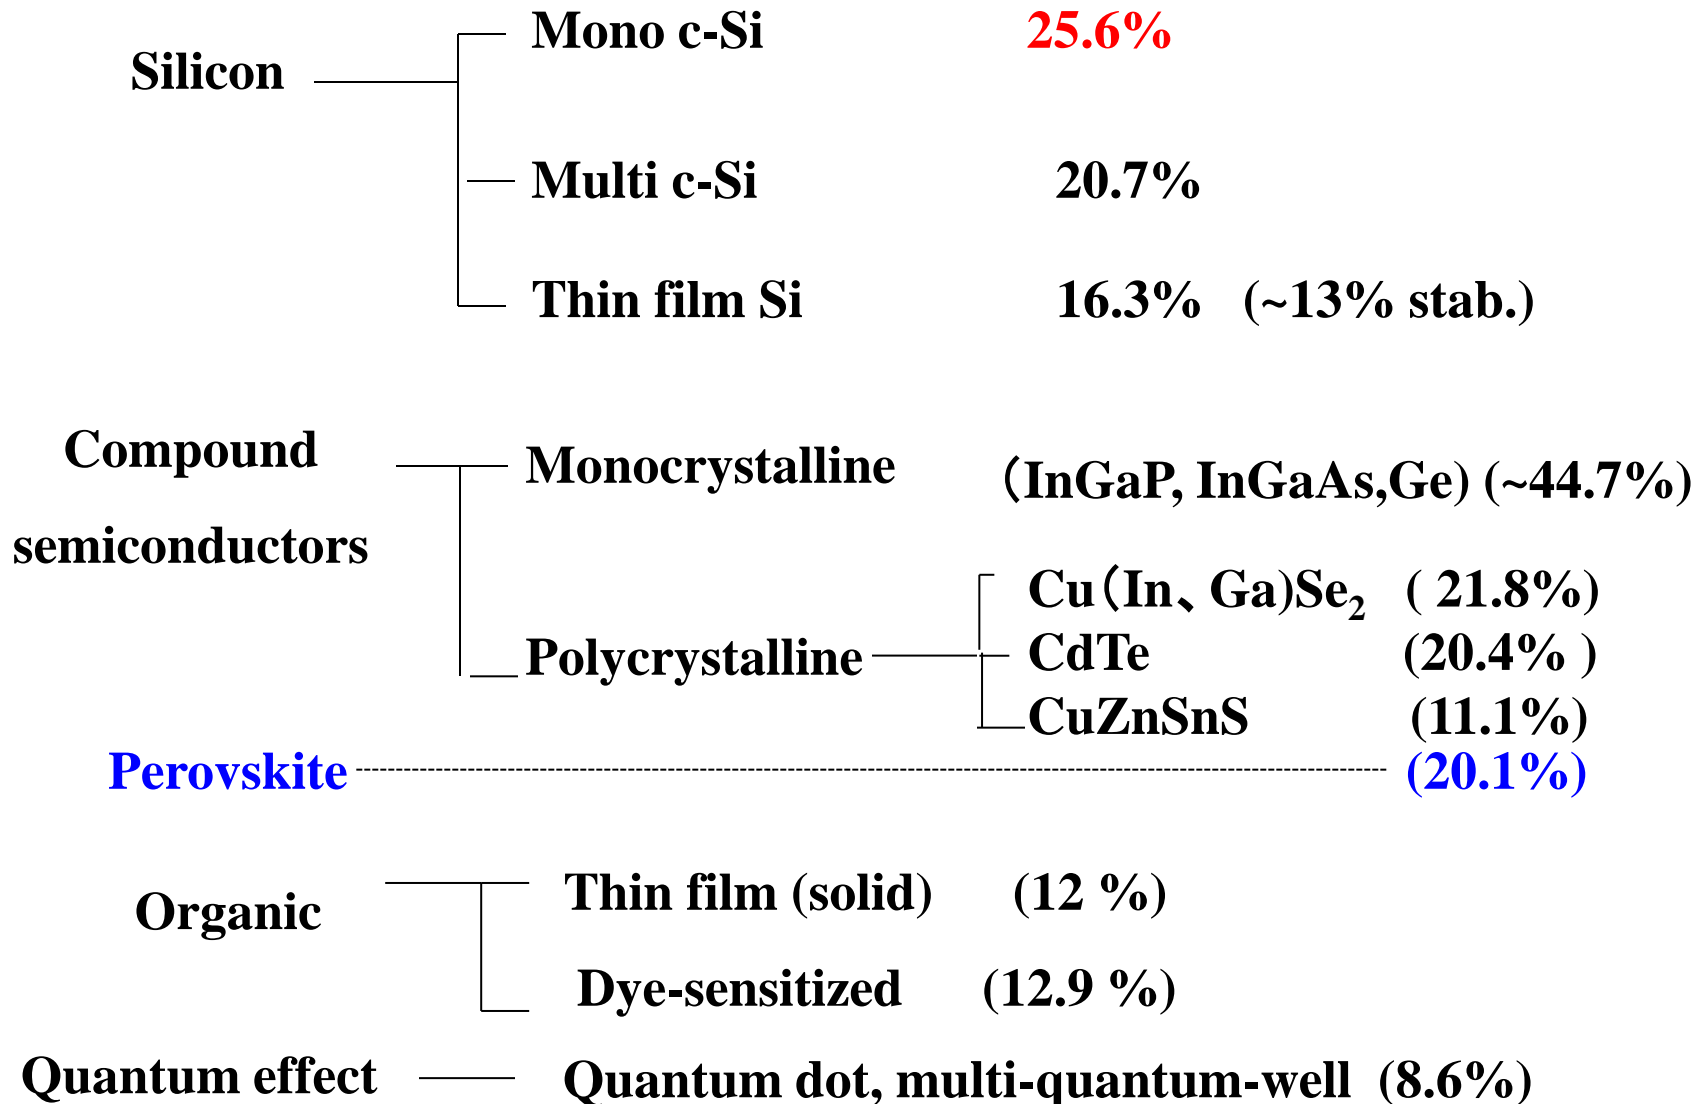 Mono c-Si 25.6%
Silicon
Multi c-Si 20.7%
Thin film Si 16.3% (~13% stab.)
Compound
semiconductors
Monocrystalline （InGaP, InGaAs,Ge) (~44.7%)
Cu（In、Ga)Se₂ ( 21.8%)
Polycrystalline CdTe (20.4% )
CuZnSnS (11.1%)
Perovskite (20.1%)
Organic
Thin film (solid) (12 %)
Dye-sensitized (12.9 %)
Quantum effect Quantum dot, multi-quantum-well (8.6%)